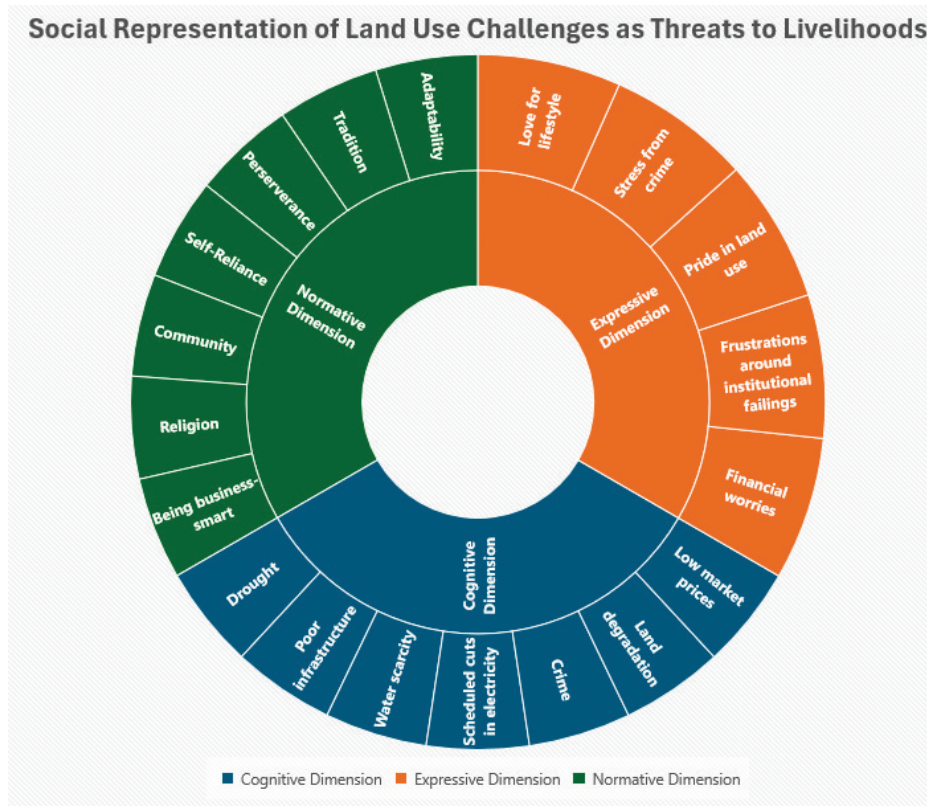 Social Representation of Land Use Challenges as Threats to Livelihoods
Love for
lifestyle
Stress from
crime
Pride in land
use
Frustrations
around
institutional
failings
Financial
worries
Expressive
Dimension
Low market
prices
Land
degradation
Crime
Scheduled cuts
in electricity
Water scarcity
Poor
infrastructure
Drought
Cognitive
Dimension
Being business-
smart
Religion
Community
Self-Reliance
Perserverance
Tradition
Adaptability
Normative
Dimension
Cognitive Dimension
Expressive Dimension
Normative Dimension